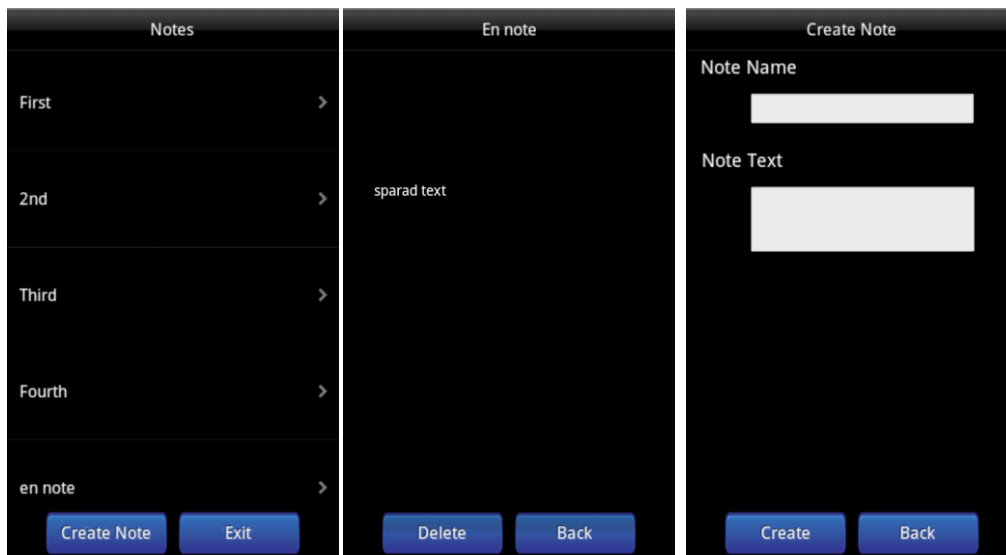 Notes
First
2nd
Third
Fourth
en note
Create Note Exit
En note
sparad text
Delete Back
Create Note
Note Name
Note Text
Create Back